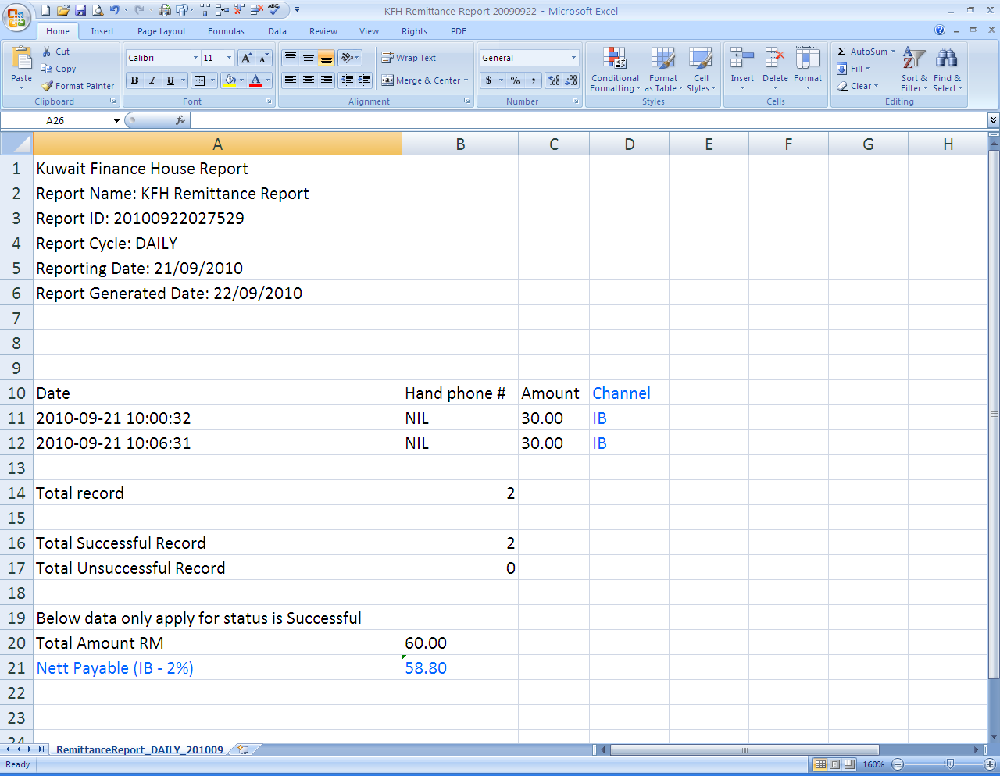 KFH Remittance Report 20090922 - Microsoft Excel
Home Insert Page Layout Formulas Data Review View Rights PDF
Paste
Cut
Copy
Format Painter
Clipboard
Calibri 11
B I U
Font
Wrap Text
Merge & Center
Alignment
General
$ % ,
Number
Conditional Formatting
Format as Table
Cell Styles
Styles
Insert Delete Format
Cells
Σ AutoSum
Fill
Clear
Sort & Filter
Find & Select
Editing
A26 fx
A B C D E F G H
1 Kuwait Finance House Report
2 Report Name: KFH Remittance Report
3 Report ID: 20100922027529
4 Report Cycle: DAILY
5 Reporting Date: 21/09/2010
6 Report Generated Date: 22/09/2010
7
8
9
10 Date Hand phone # Amount Channel
11 2010-09-21 10:00:32 NIL 30.00 IB
12 2010-09-21 10:06:31 NIL 30.00 IB
13
14 Total record 2
15
16 Total Successful Record 2
17 Total Unsuccessful Record 0
18
19 Below data only apply for status is Successful
20 Total Amount RM 60.00
21 Nett Payable (IB - 2%) 58.80
22
23
24
RemittanceReport_DAILY_201009
Ready 160%